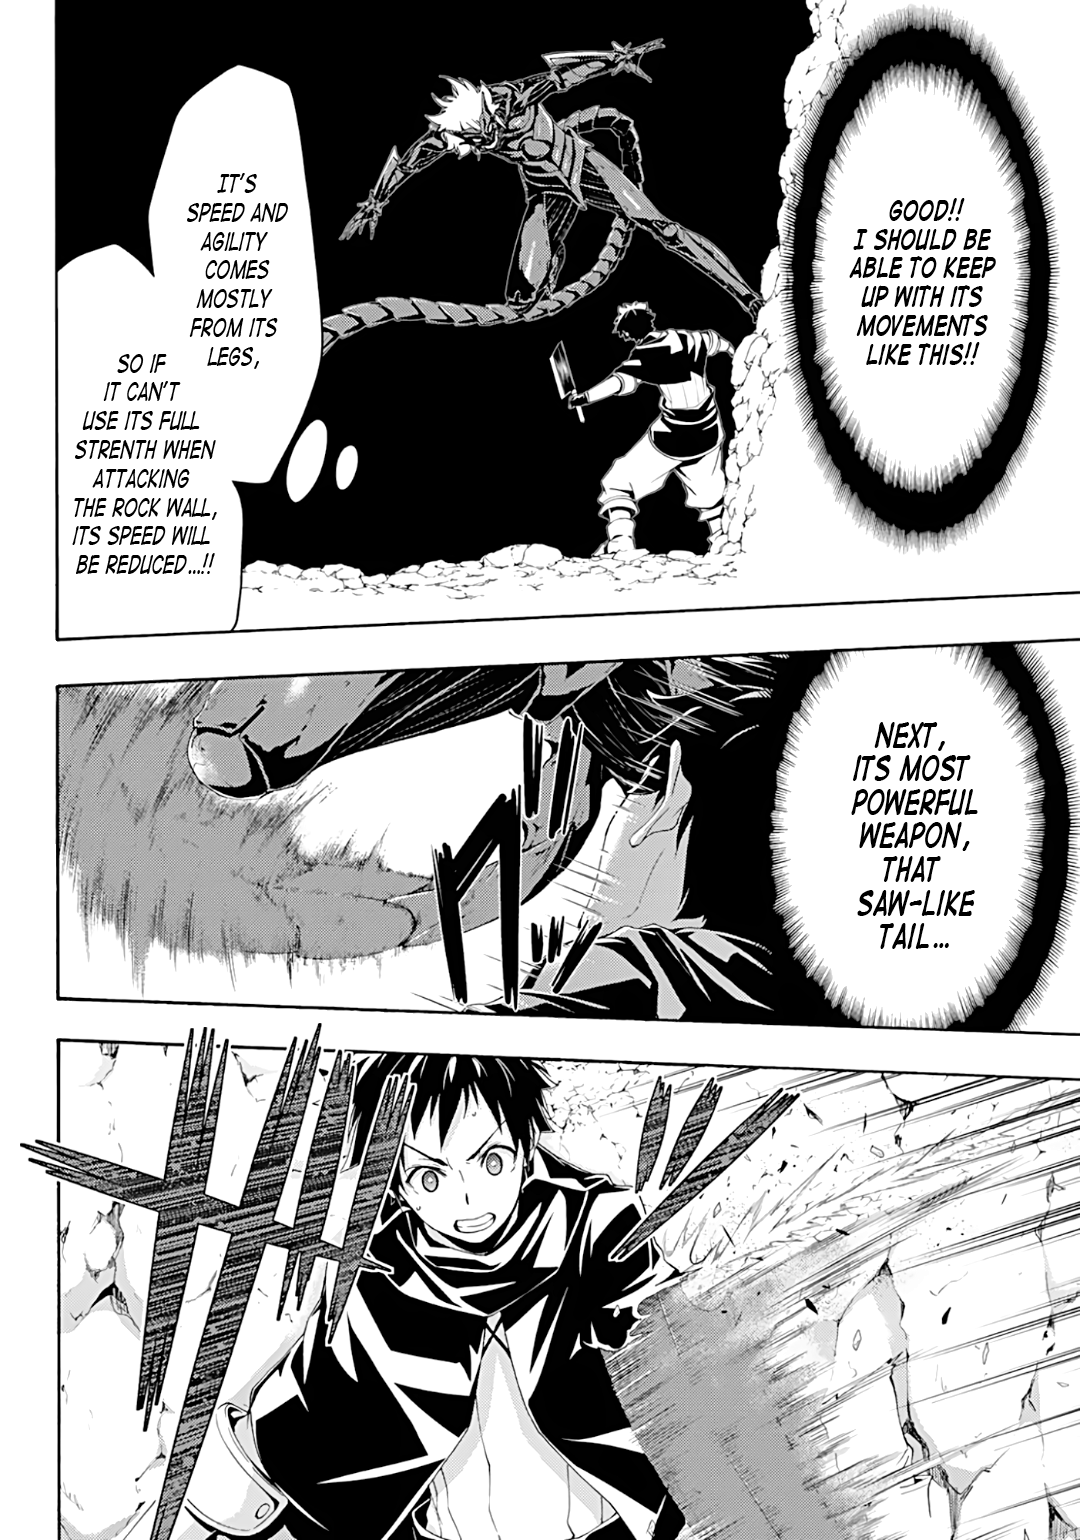 GOOD!!
I SHOULD BE
ABLE TO KEEP
UP WITH ITS
MOVEMENTS
LIKE THIS!!
IT'S
SPEED AND
AGILITY
COMES
MOSTLY
FROM ITS
LEGS,
SO IF
IT CAN'T
USE ITS FULL
STRENTH WHEN
ATTACKING
THE ROCK WALL,
ITS SPEED WILL
BE REDUCED...!!
NEXT,
ITS MOST
POWERFUL
WEAPON,
THAT
SAW-LIKE
TAIL...